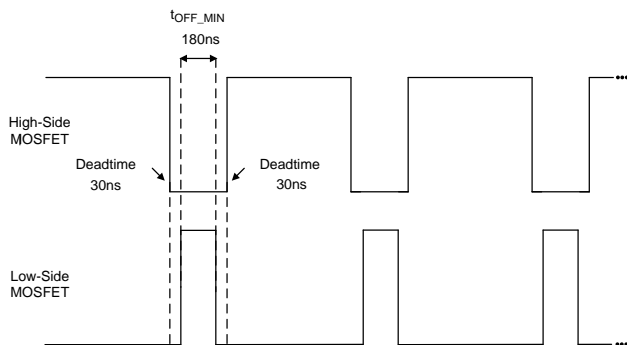 tOFF_MIN
180ns
High-Side
MOSFET
Deadtime
30ns
Deadtime
30ns
Low-Side
MOSFET